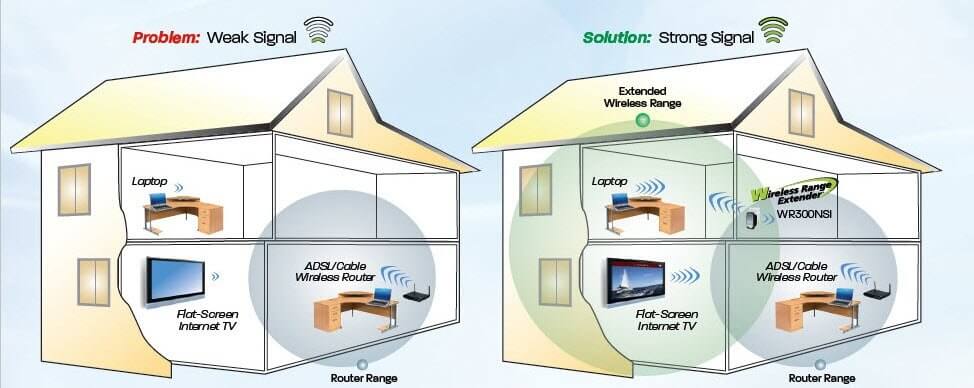 Problem: Weak Signal
Laptop
ADSL/Cable
Wireless Router
Flat-Screen
Internet TV
Router Range
Solution: Strong Signal
Extended
Wireless Range
Laptop
Wireless Range
Extender
WR300NSI
ADSL/Cable
Wireless Router
Flat-Screen
Internet TV
Router Range